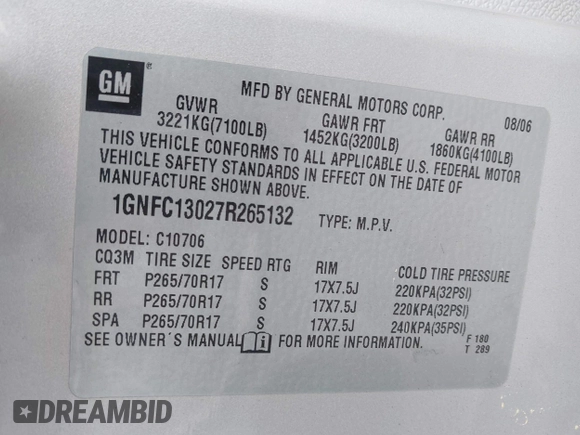 GM
MFD BY GENERAL MOTORS CORP. 08/06
GVWR GAWR FRT GAWR RR
3221KG(7100LB) 1452KG(3200LB) 1860KG(4100LB)
THIS VEHICLE CONFORMS TO ALL APPLICABLE U.S. FEDERAL MOTOR
VEHICLE SAFETY STANDARDS IN EFFECT ON THE DATE OF
MANUFACTURE SHOWN ABOVE.
1GNFC13027R265132 TYPE: M.P.V.
MODEL: C10706
CQ3M TIRE SIZE SPEED RTG RIM COLD TIRE PRESSURE
FRT P265/70R17 S 17X7.5J 220KPA(32PSI)
RR P265/70R17 S 17X7.5J 220KPA(32PSI)
SPA P265/70R17 S 17X7.5J 240KPA(35PSI)
SEE OWNER'S MANUAL FOR MORE INFORMATION. F 180
T 289
DREAMBID